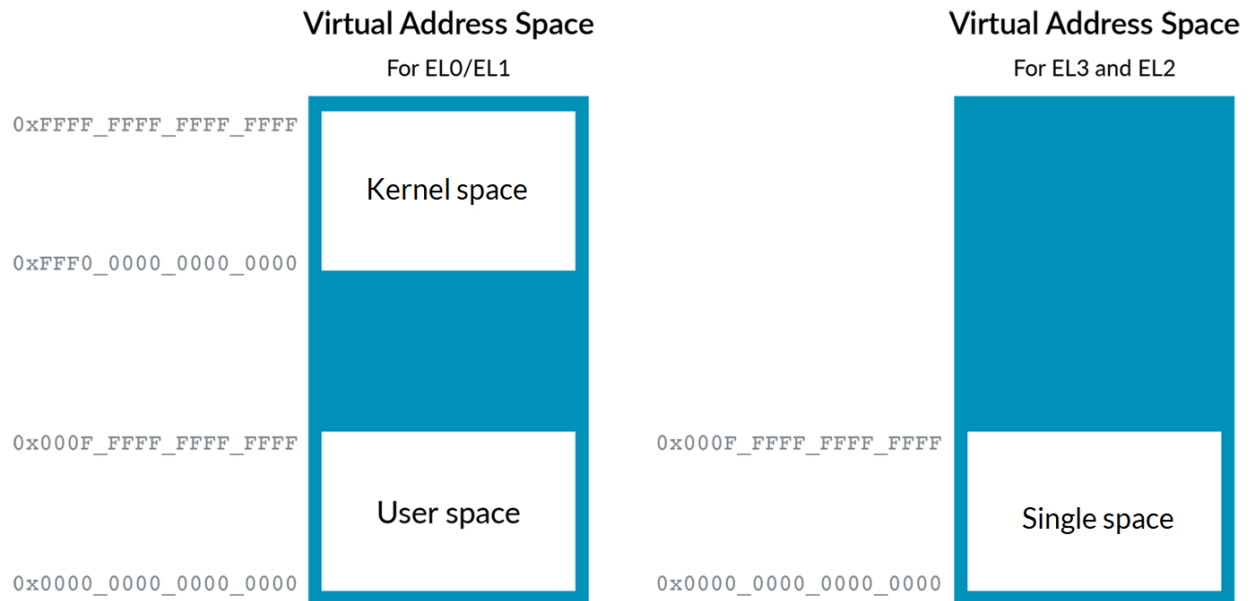 Virtual Address Space
For EL0/EL1
0xFFFF_FFFF_FFFF_FFFF
Kernel space
0xFFF0_0000_0000_0000
0x000F_FFFF_FFFF_FFFF
User space
0x0000_0000_0000_0000
Virtual Address Space
For EL3 and EL2
0x000F_FFFF_FFFF_FFFF
Single space
0x0000_0000_0000_0000